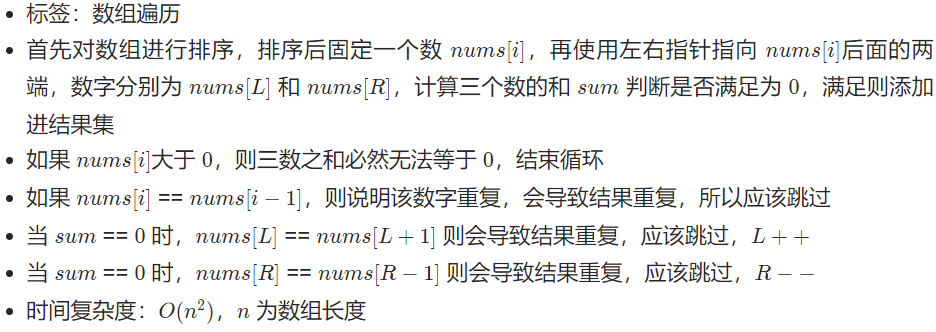 • 标签：数组遍历
• 首先对数组进行排序，排序后固定一个数 nums[i]，再使用左右指针指向 nums[i]后面的两
端，数字分别为 nums[L] 和 nums[R]，计算三个数的和 sum 判断是否满足为 0，满足则添加
进结果集
• 如果 nums[i]大于 0，则三数之和必然无法等于 0，结束循环
• 如果 nums[i] == nums[i − 1]，则说明该数字重复，会导致结果重复，所以应该跳过
• 当 sum == 0 时，nums[L] == nums[L + 1] 则会导致结果重复，应该跳过，L + +
• 当 sum == 0 时，nums[R] == nums[R − 1] 则会导致结果重复，应该跳过，R − −
• 时间复杂度：O(n²)，n 为数组长度